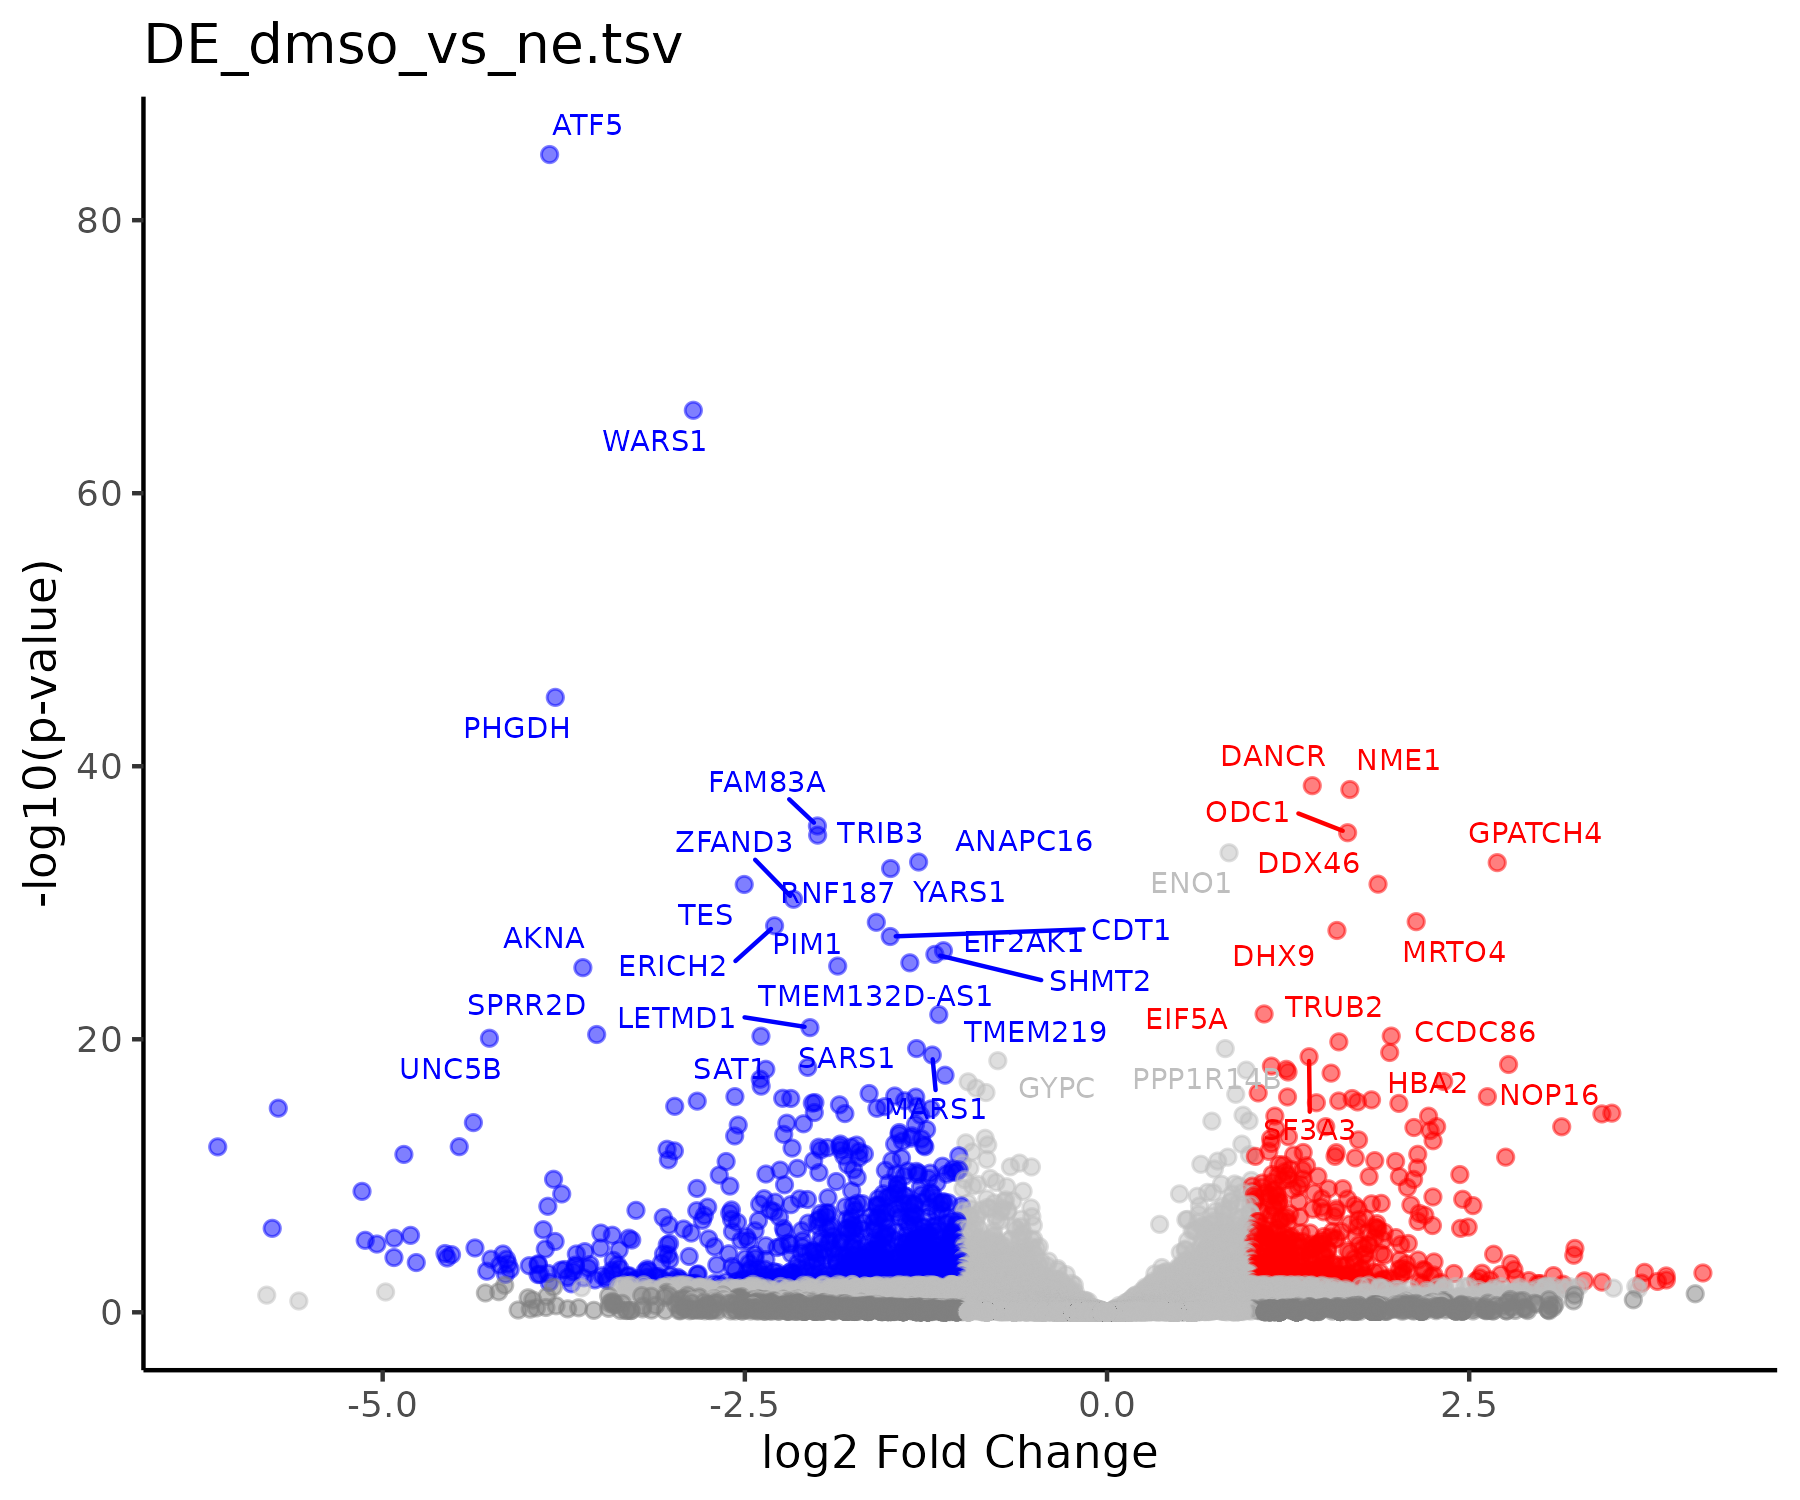 DE_dmso_vs_ne.tsv
ATF5
80
WARS1
60
-log10(p-value)
PHGDH
40
DANCR
NME1
FAM83A
ODC1
TRIB3
ANAPC16
ZFAND3
GPATCH4
DDX46
ENO1
RNF187
YARS1
TES
CDT1
AKNA
PIM1
EIF2AK1
DHX9
MRTO4
ERICH2
SHMT2
TMEM132D-AS1
SPRR2D
TRUB2
LETMD1
EIF5A
TMEM219
CCDC86
20
SARS1
UNC5B
SAT1
PPP1R14B
GYPC
HBA2
NOP16
MARS1
SF3A3
0
-5.0
-2.5
0.0
2.5
log2 Fold Change